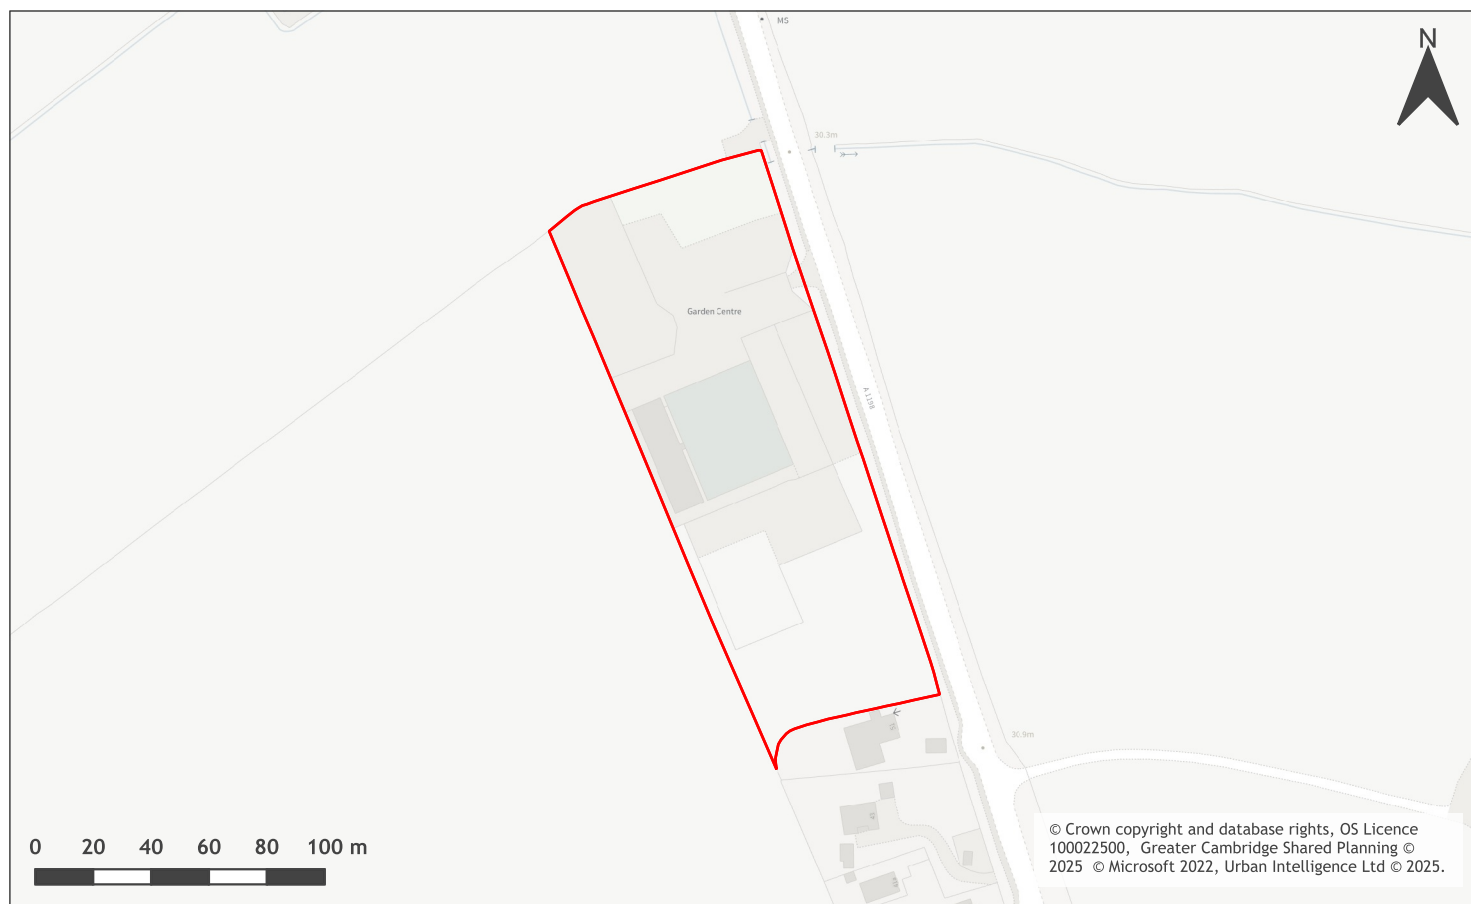 MS
N
30.3m
Garden Centre
A 1198
30.9m
0 20 40 60 80 100 m
© Crown copyright and database rights, OS Licence
100022500, Greater Cambridge Shared Planning ©
2025 © Microsoft 2022, Urban Intelligence Ltd © 2025.